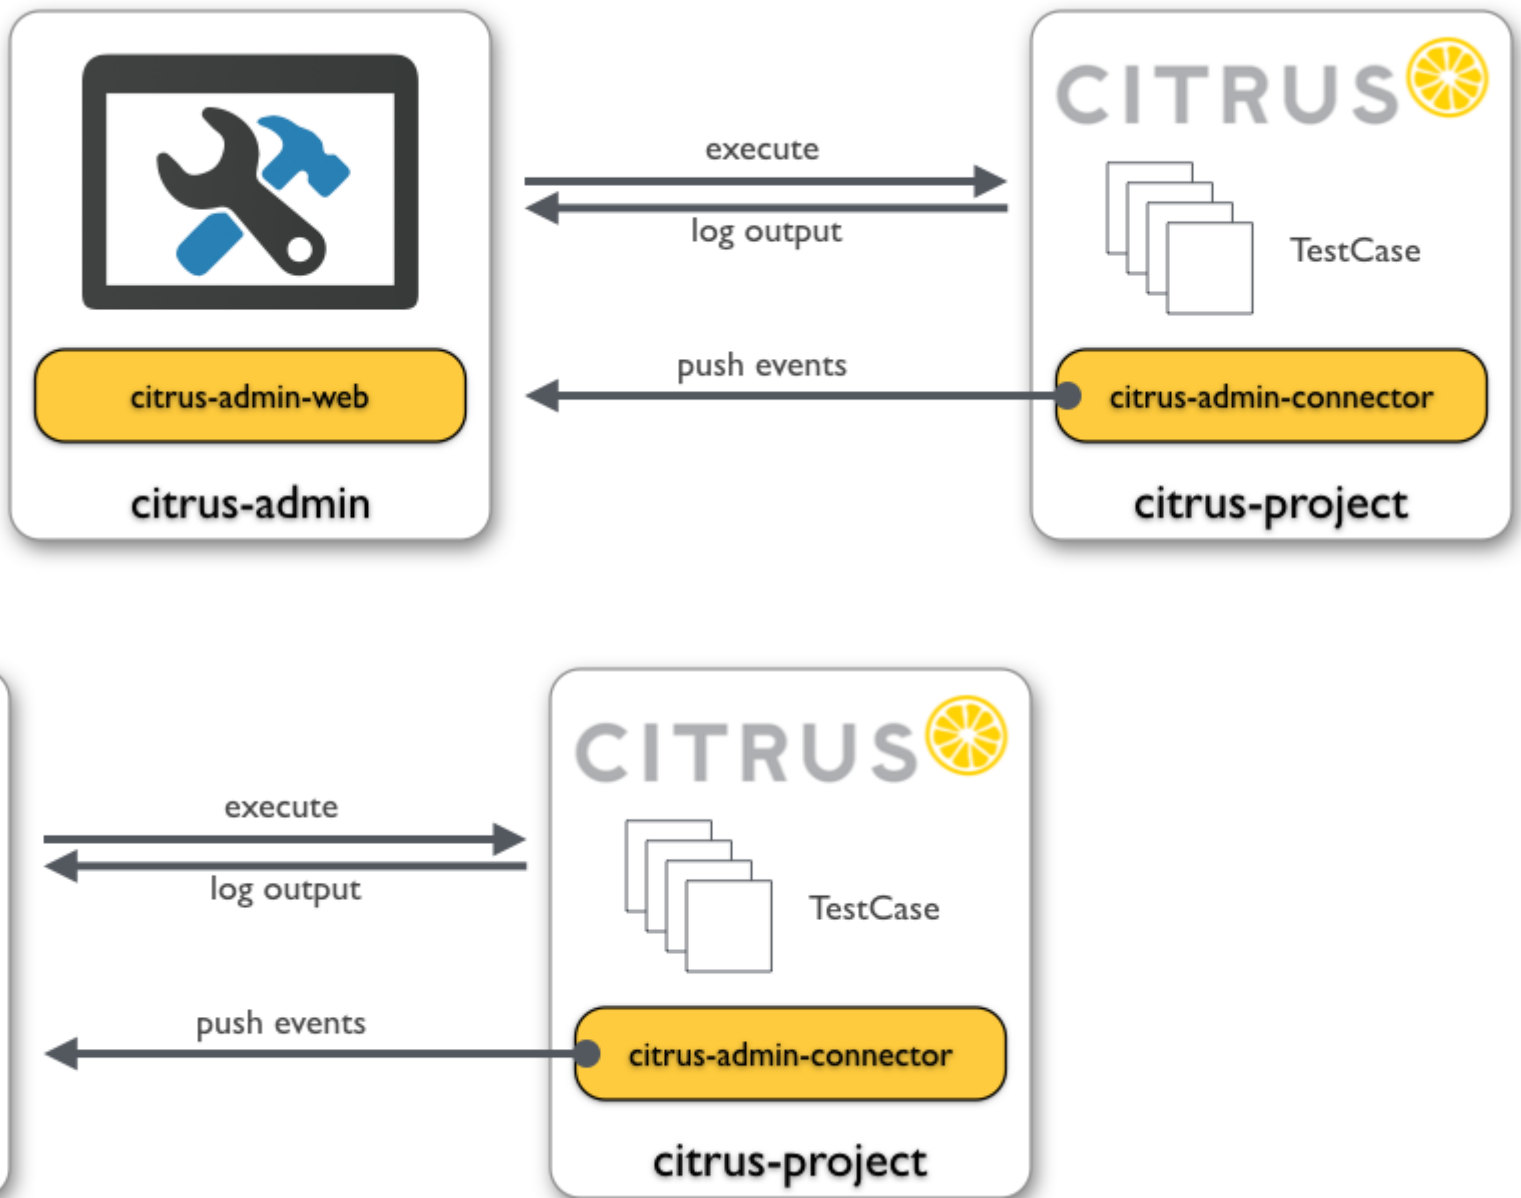 CITRUS
execute
log output
TestCase
push events
citrus-admin-web
citrus-admin-connector
citrus-admin
citrus-project
CITRUS
execute
log output
TestCase
push events
citrus-admin-connector
citrus-project